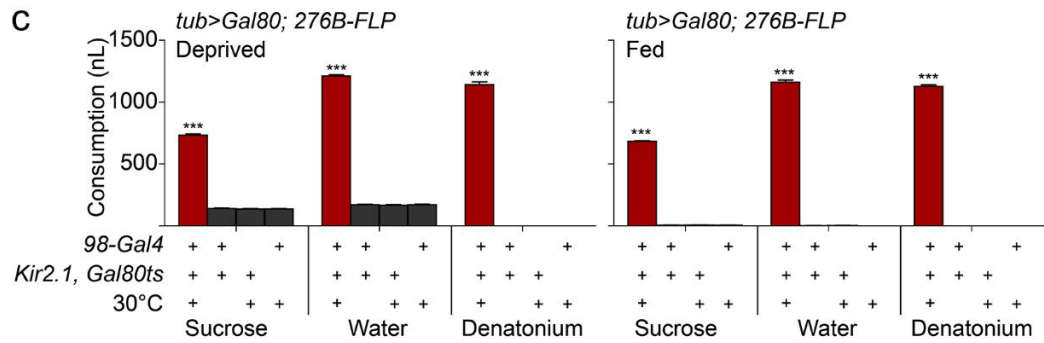 C
tub>Gal80; 276B-FLP tub>Gal80; 276B-FLP
Deprived Fed
Consumption (nL)
1500
1000
500
0
*** *** *** *** *** ***
98-Gal4 + + + + + + + + + + + + + + + + + +
Kir2.1, Gal80ts + + + + + + + + + + + + + + + + + +
30°C + + + + + + + + + + + + + + + + + +
Sucrose Water Denatonium Sucrose Water Denatonium